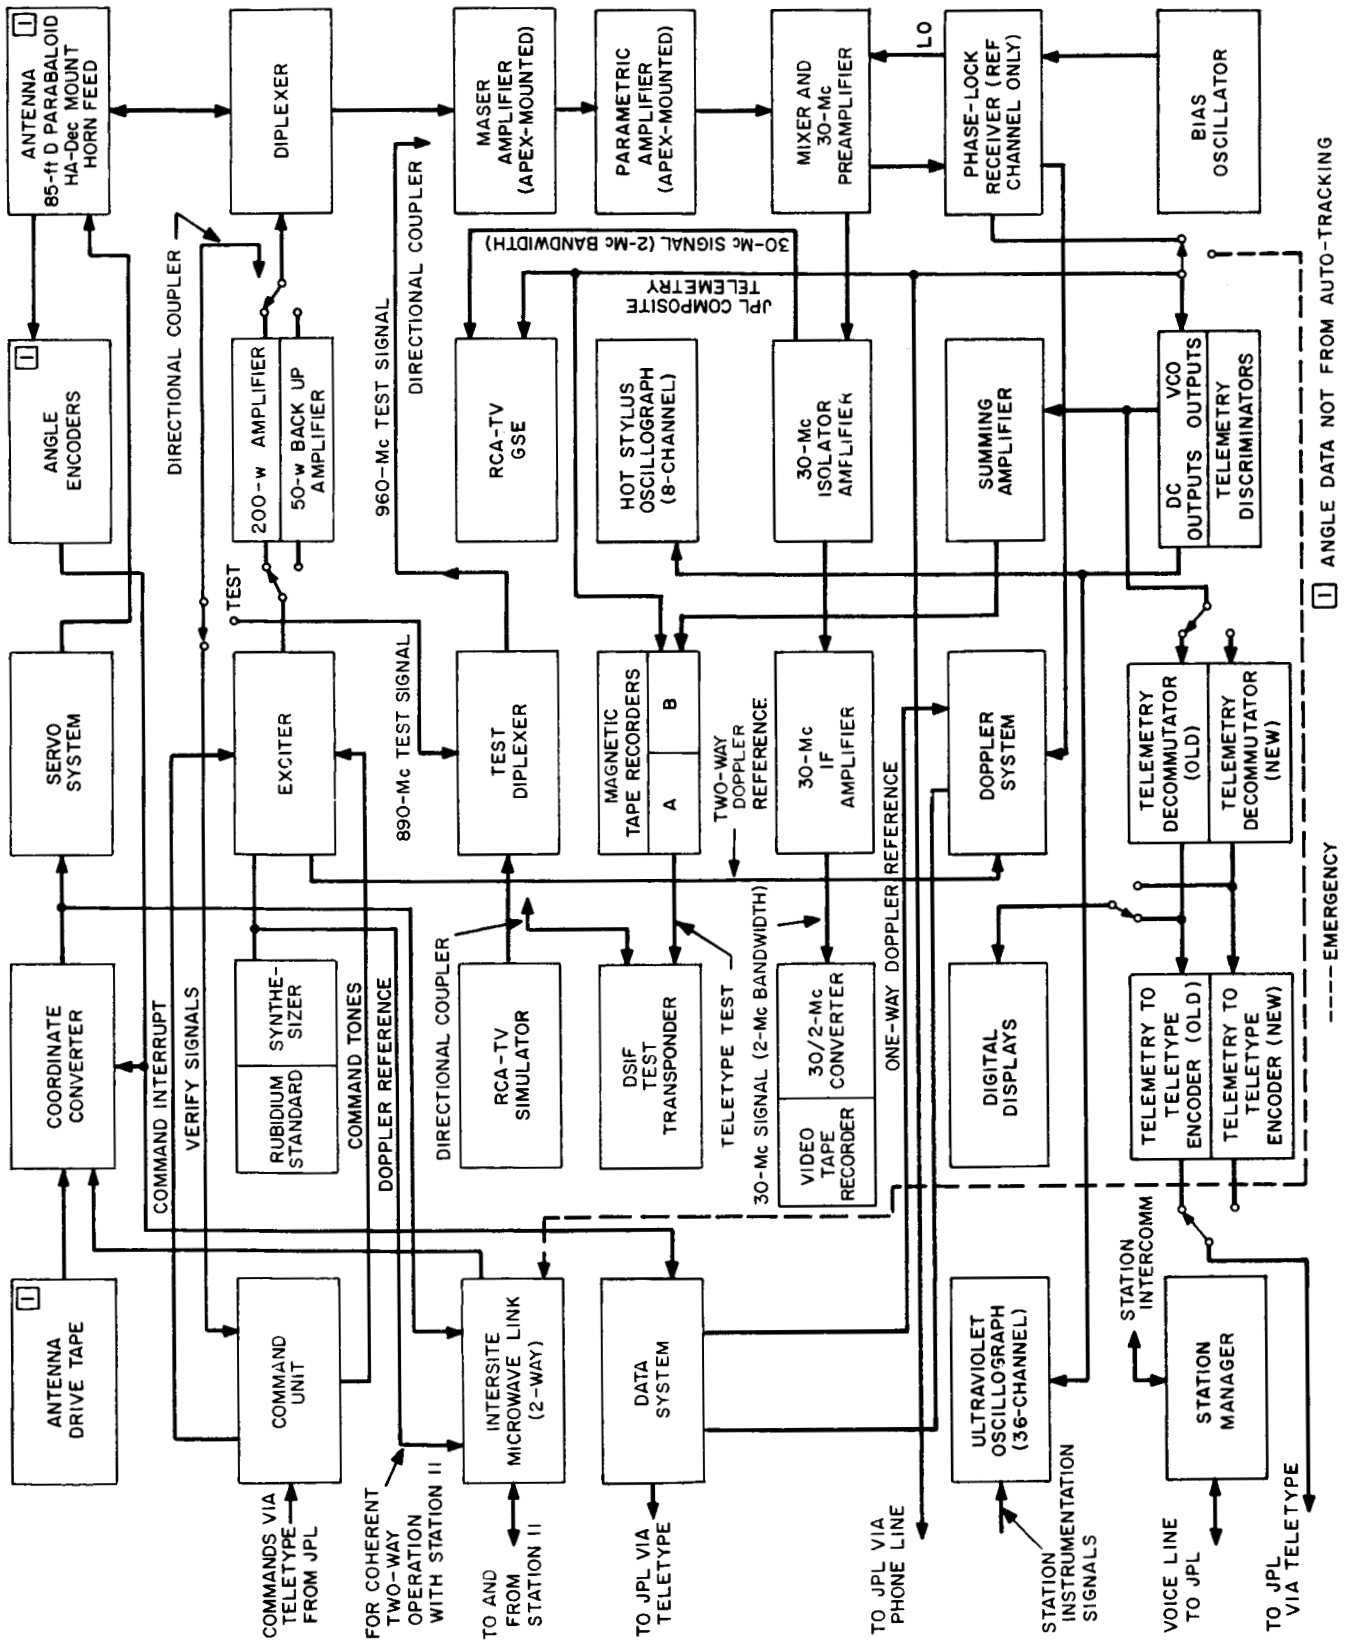 1
ANTENNA
DRIVE TAPE
COORDINATE
CONVERTER
SERVO
SYSTEM
1
ANGLE
ENCODERS
1
ANTENNA
85-ft D PARABALOID
HA-Dec MOUNT
HORN FEED
COMMAND INTERRUPT
VERIFY SIGNALS
DIRECTIONAL COUPLER
COMMANDS VIA
TELETYPE
FROM JPL
COMMAND
UNIT
RUBIDIUM
STANDARD
SYNTHE-
SIZER
EXCITER
TEST
200-w AMPLIFIER
50-w BACK UP
AMPLIFIER
DIPLEXER
COMMAND TONES
DOPPLER REFERENCE
890-Mc TEST SIGNAL
960-Mc TEST SIGNAL
DIRECTIONAL COUPLER
FOR COHERENT
TWO-WAY
OPERATION
WITH STATION 11
DIRECTIONAL COUPLER
TO AND
FROM
STATION 11
INTERSITE
MICROWAVE LINK
(2-WAY)
RCA-TV
SIMULATOR
TEST
DIPLEXER
RCA-TV
GSE
MASER
AMPLIFIER
(APEX-MOUNTED)
30-Mc SIGNAL (2-Mc BANDWIDTH)
JPL COMPOSITE
TELEMETRY
TO JPL VIA
TELETYPE
DATA
SYSTEM
DSIF
TEST
TRANSPONDER
MAGNETIC
TAPE RECORDERS
A
B
HOT STYLUS
OSCILLOGRAPH
(8-CHANNEL)
PARAMETRIC
AMPLIFIER
(APEX-MOUNTED)
TELETYPE TEST
TWO-WAY
DOPPLER
REFERENCE
30-Mc SIGNAL (2-Mc BANDWIDTH)
VIDEO
TAPE
RECORDER
30/2-Mc
CONVERTER
30-Mc
IF
AMPLIFIER
30-Mc
ISOLATOR
AMFLIFIER
MIXER AND
30-Mc
PREAMPLIFIER
TO JPL VIA
PHONE LINE
ONE-WAY DOPPLER REFERENCE
LO
ULTRAVIOLET
OSCILLOGRAPH
(36-CHANNEL)
DIGITAL
DISPLAYS
DOPPLER
SYSTEM
SUMMING
AMPLIFIER
PHASE-LOCK
RECEIVER (REF
CHANNEL ONLY)
STATION
INSTRUMENTATION
SIGNALS
STATION
INTERCOMM
VOICE LINE
TO JPL
STATION
MANAGER
TELEMETRY TO
TELETYPE
ENCODER (OLD)
TELEMETRY TO
TELETYPE
ENCODER (NEW)
TELEMETRY
DECOMMUTATOR
(OLD)
TELEMETRY
DECOMMUTATOR
(NEW)
DC
OUTPUTS
VCO
OUTPUTS
TELEMETRY
DISCRIMINATORS
BIAS
OSCILLATOR
TO JPL
VIA TELETYPE
----EMERGENCY
1 ANGLE DATA NOT FROM AUTO-TRACKING